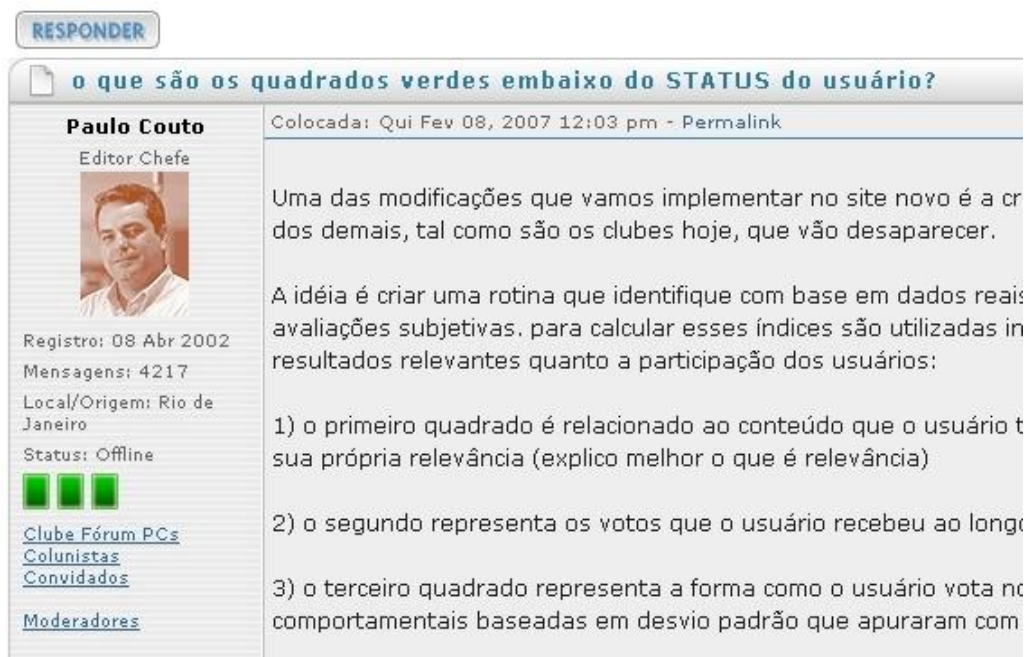 RESPONDER
o que são os quadrados verdes embaixo do STATUS do usuário?
Paulo Couto
Editor Chefe
Registro: 08 Abr 2002
Mensagens: 4217
Local/Origem: Rio de
Janeiro
Status: Offline
Clube Fórum PCs
Colunistas
Convidados
Moderadores
Colocada: Qui Fev 08, 2007 12:03 pm - Permalink
Uma das modificações que vamos implementar no site novo é a
dos demais, tal como são os clubes hoje, que vão desaparecer.
A idéia é criar uma rotina que identifique com base em dados reais
avaliações subjetivas. para calcular esses índices são utilizadas
resultados relevantes quanto a participação dos usuários:
1) o primeiro quadrado é relacionado ao conteúdo que o usuário
sua própria relevância (explico melhor o que é relevância)
2) o segundo representa os votos que o usuário recebeu ao
3) o terceiro quadrado representa a forma como o usuário vota
comportamentais baseadas em desvio padrão que apuraram com